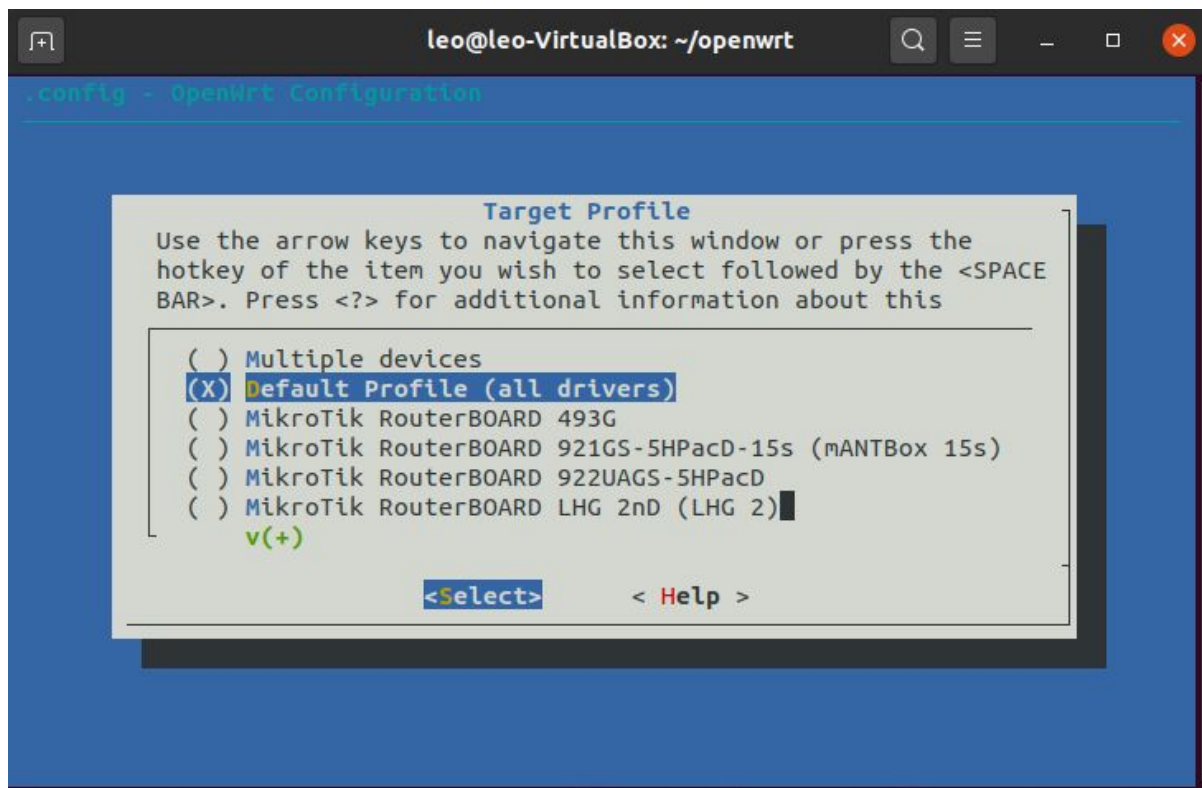 leo@leo-VirtualBox: ~/openwrt
.config - OpenWrt Configuration
Target Profile
Use the arrow keys to navigate this window or press the
hotkey of the item you wish to select followed by the <SPACE
BAR>. Press <?> for additional information about this
( ) Multiple devices
(X) Default Profile (all drivers)
( ) MikroTik RouterBOARD 493G
( ) MikroTik RouterBOARD 921GS-5HPacD-15s (mANTBox 15s)
( ) MikroTik RouterBOARD 922UAGS-5HPacD
( ) MikroTik RouterBOARD LHG 2nD (LHG 2)
v(+)
<Select> < Help >